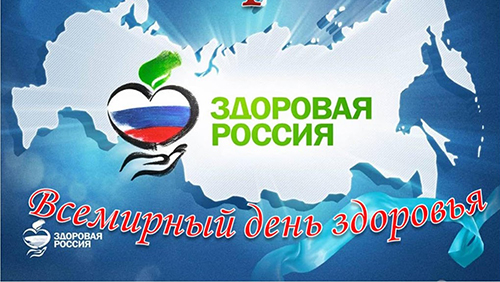 ЗДОРОВАЯ
РОССИЯ
Всемирный день здоровья
ЗДОРОВАЯ
РОССИЯ